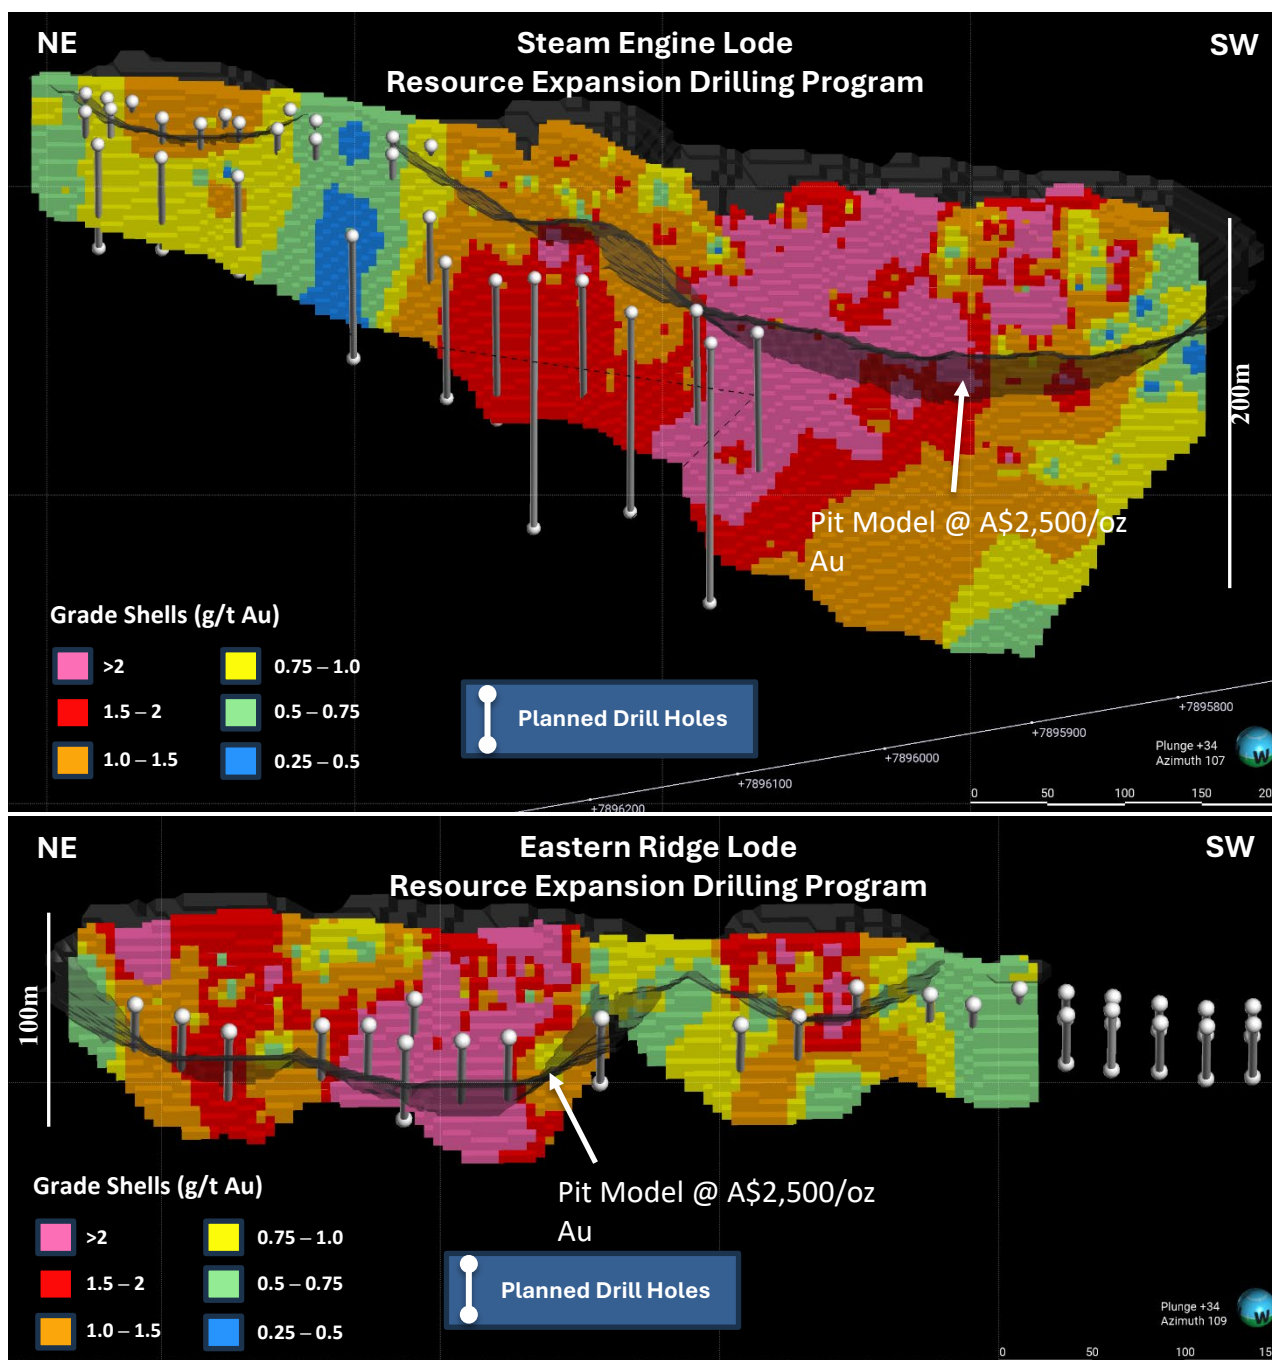 NE
Steam Engine Lode
SW
Resource Expansion Drilling Program
200m
Pit Model @ A$2,500/oz
Au
Grade Shells (g/t Au)
>2
0.75 – 1.0
1.5 – 2
0.5 – 0.75
1.0 – 1.5
0.25 – 0.5
Planned Drill Holes
+7895800
+7895900
+7896000
+7896100
+7896200
Plunge +34
Azimuth 107
W
0 50 100 150 20
NE
Eastern Ridge Lode
SW
Resource Expansion Drilling Program
100m
Pit Model @ A$2,500/oz
Au
Grade Shells (g/t Au)
>2
0.75 – 1.0
1.5 – 2
0.5 – 0.75
1.0 – 1.5
0.25 – 0.5
Planned Drill Holes
Plunge +34
Azimuth 109
W
0 50 100 15